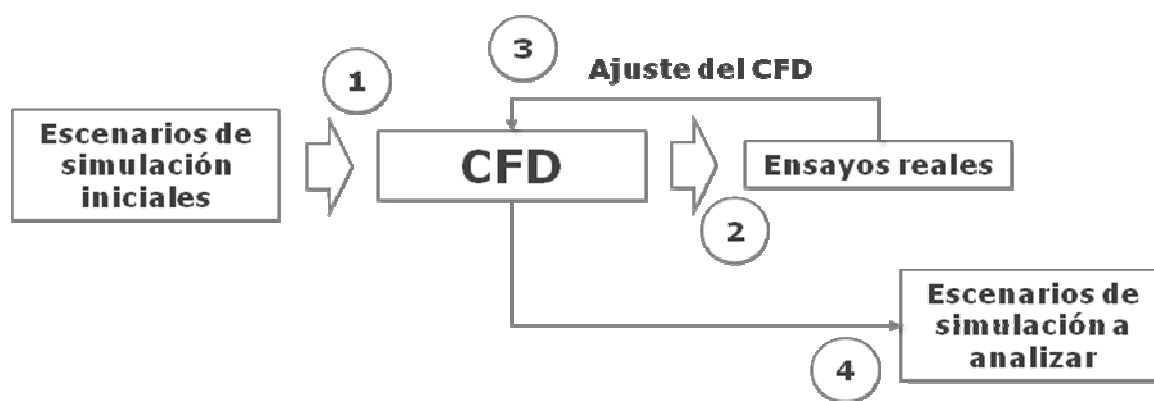 3
Ajuste del CFD
1
Escenarios de
simulación
iniciales
CFD
Ensayos reales
2
Escenarios de
simulación a
analizar
4